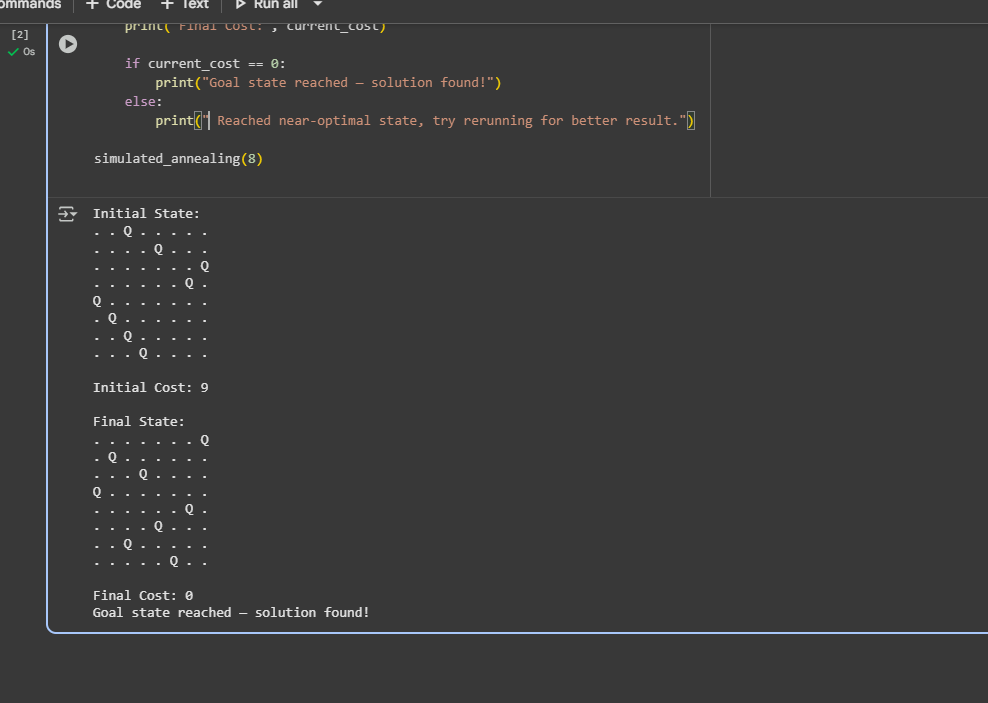 ommands + Code + Text Run all
[2]
0s
print("Final Cost:", current_cost)
if current_cost == 0:
print("Goal state reached — solution found!")
else:
print(" Reached near-optimal state, try rerunning for better result.")
simulated_annealing(8)
Initial State:
. . Q . . . . .
. . . . Q . . .
. . . . . . . Q
. . . . . . Q .
Q . . . . . . .
. Q . . . . . .
. . Q . . . . .
. . . Q . . . .
Initial Cost: 9
Final State:
. . . . . . . Q
. Q . . . . . .
. . . Q . . . .
Q . . . . . . .
. . . . . . Q .
. . . . Q . . .
. . Q . . . . .
. . . . . Q . .
Final Cost: 0
Goal state reached — solution found!